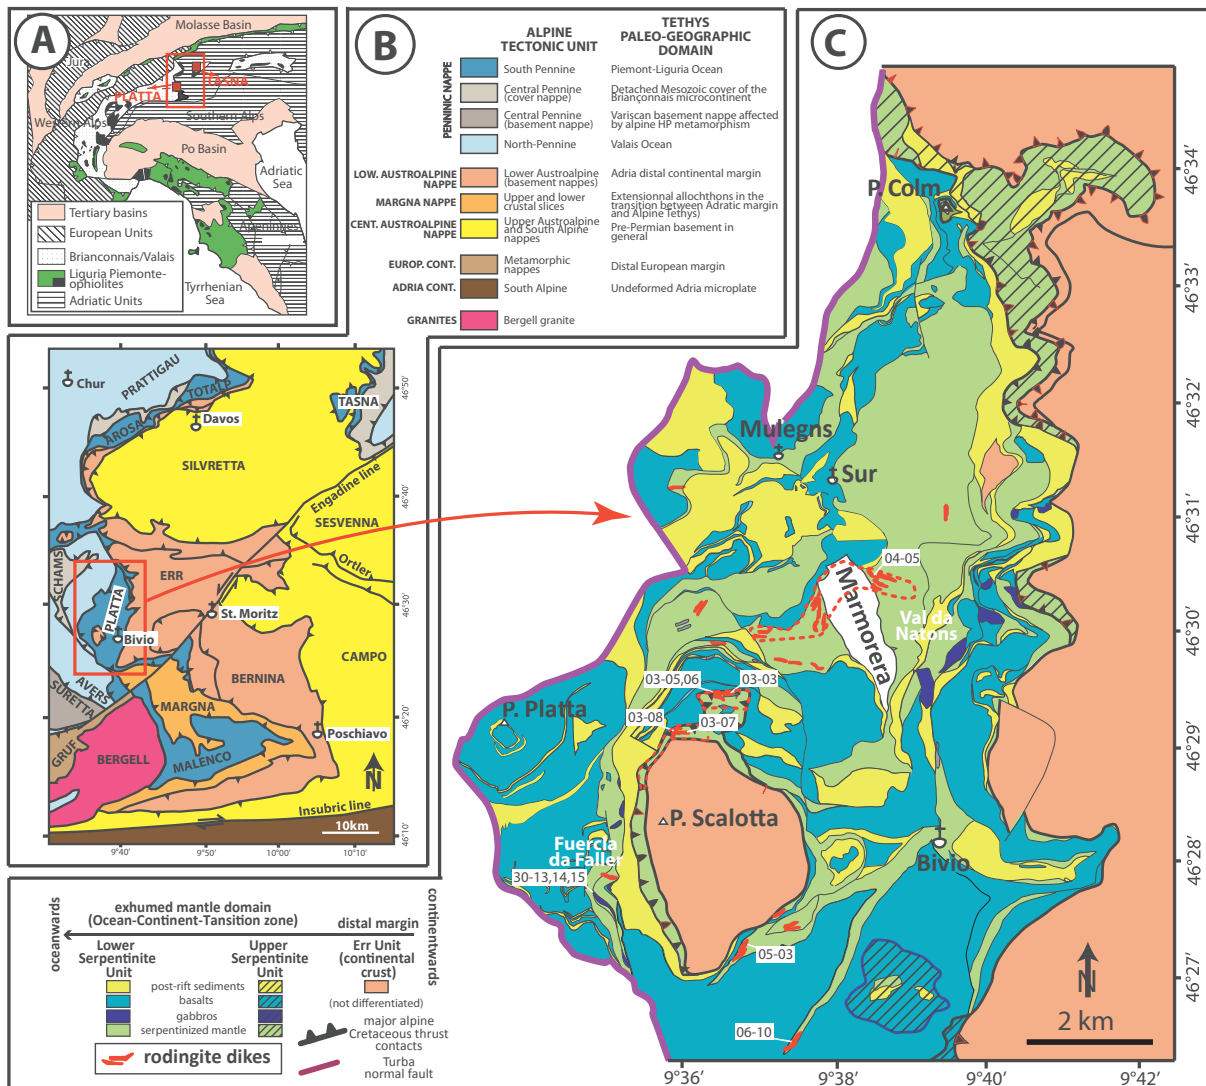 A
Molasse Basin
Jura
TASNA
PLATTA
Western Alps
Southern Alps
Po Basin
Adriatic
Sea
Apennines
Tyrrhenian
Sea
Tertiary basins
European Units
Brianconnais/Valais
Liguria Piemonte-
ophiolites
Adriatic Units
B
ALPINE
TECTONIC UNIT
TETHYS
PALEO-GEOGRAPHIC
DOMAIN
PENNINIC NAPPE
South Pennine
Piemont-Liguria Ocean
Central Pennine
(cover nappe)
Detached Mesozoic cover of the
Briançonnais microcontinent
Central Pennine
(basement nappe)
Variscan basement nappe affected
by alpine HP metamorphism
North-Pennine
Valais Ocean
LOW. AUSTROALPINE
NAPPE
Lower Austroalpine
(basement nappes)
Adria distal continental margin
MARGNA NAPPE
Upper and lower
crustal slices
Extensionnal allochtons in the
transition between Adratic margin
and Alpine Tethys)
CENT. AUSTROALPINE
NAPPE
Upper Austroalpine
and South Alpine
nappes
Pre-Permian basement in
general
EUROP. CONT.
Metamorphic
nappes
Distal European margin
ADRIA CONT.
South Alpine
Undeformed Adria microplate
GRANITES
Bergell granite
Chur
PRATTIGAU
TOTALP
AROSA
Davos
TASNA
SILVRETTA
Engadine line
SESVENNA
Ortler
SCHAMS
ERR
PLATTA
St. Moritz
Bivio
CAMPO
AVERS
BERNINA
SURETTA
MARGNA
GRUF
BERGELL
MALENCO
Poschiavo
N
Insubric line
10km
46°50'
46°40'
46°30'
46°20'
46°10'
9°40'
9°50'
10°00'
10°10'
oceanwards
exhumed mantle domain
(Ocean-Continent-Tansition zone)
distal margin
continentwards
Lower
Serpentinite
Unit
Upper
Serpentinite
Unit
Err Unit
(continental
crust)
post-rift sediments
basalts
gabbros
serpentinized mantle
(not differentiated)
major alpine
Cretaceous thrust
contacts
rodingite dikes
Turba
normal fault
C
P. Colm
Mulegns
Sur
04-05
Marmorera
Val da
Natons
03-05,06
03-03
03-08
03-07
P. Platta
P. Scalotta
Fuercla
da Faller
30-13,14,15
Bivio
05-03
06-10
N
2 km
46°34'
46°33'
46°32'
46°31'
46°30'
46°29'
46°28'
46°27'
9°36'
9°38'
9°40'
9°42'